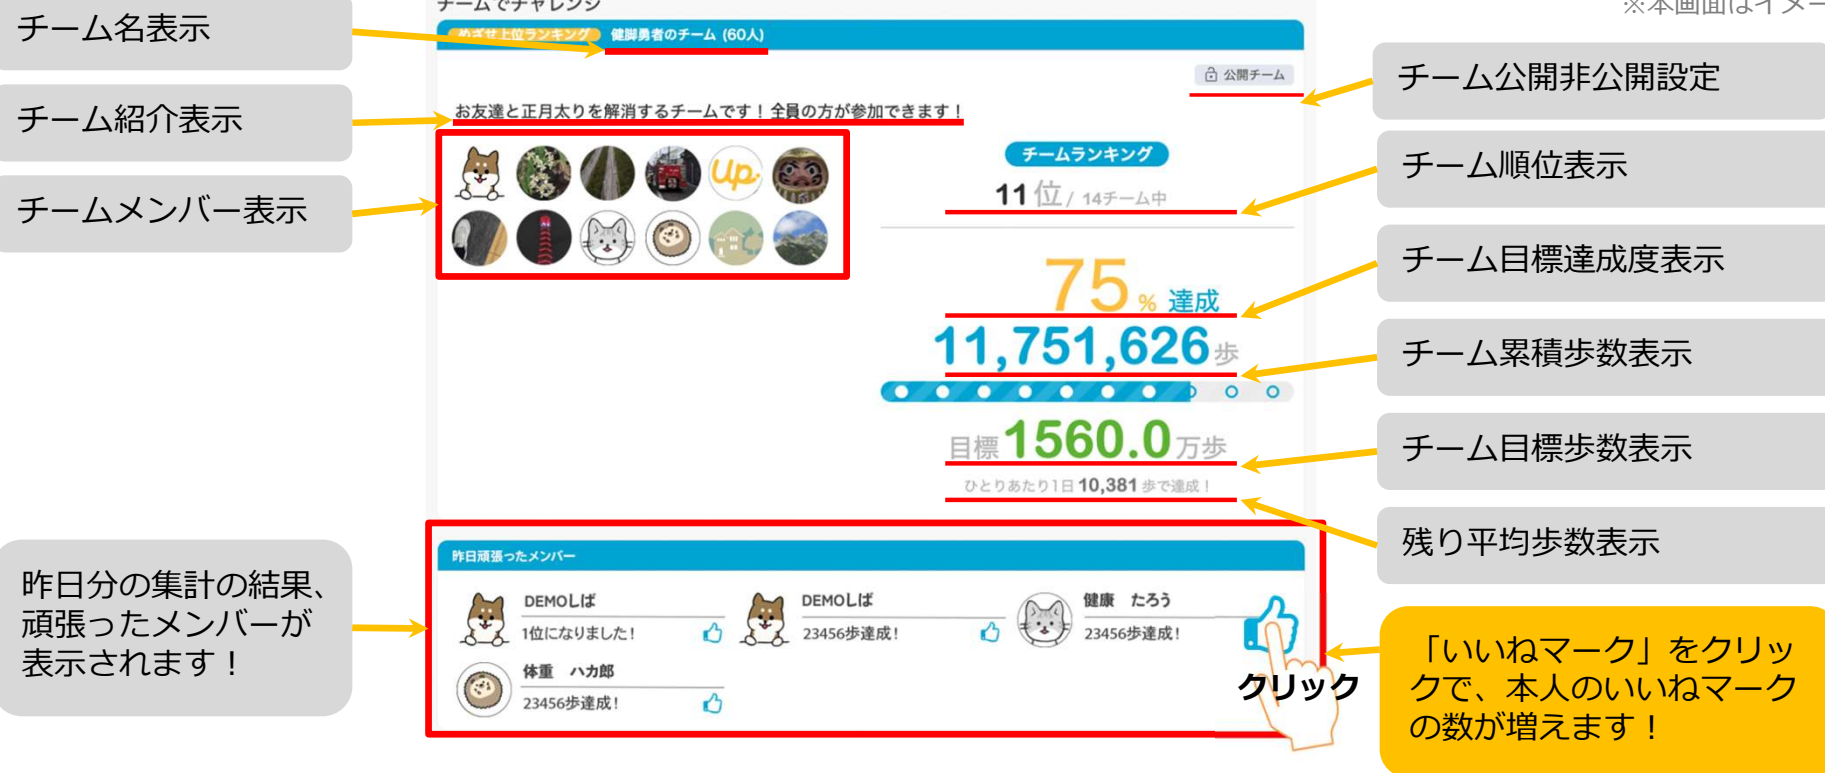 チームでチャレンジ
※本画面はイメー
チーム名表示
めざせ上位ランキング 健脚勇者のチーム (60人)
公開チーム
チーム公開非公開設定
チーム紹介表示
お友達と正月太りを解消するチームです！全員の方が参加できます！
チームメンバー表示
up.
チームランキング
11位 / 14チーム中
チーム順位表示
75% 達成
チーム目標達成度表示
11,751,626歩
チーム累積歩数表示
目標1560.0万歩
チーム目標歩数表示
ひとりあたり1日 10,381 歩で達成！
残り平均歩数表示
昨日分の集計の結果、
頑張ったメンバーが
表示されます！
昨日頑張ったメンバー
DEMOしば
1位になりました！
DEMOしば
23456歩達成！
健康　たろう
23456歩達成！
体重　ハカ郎
23456歩達成！
クリック
「いいねマーク」をクリッ
クで、本人のいいねマーク
の数が増えます！